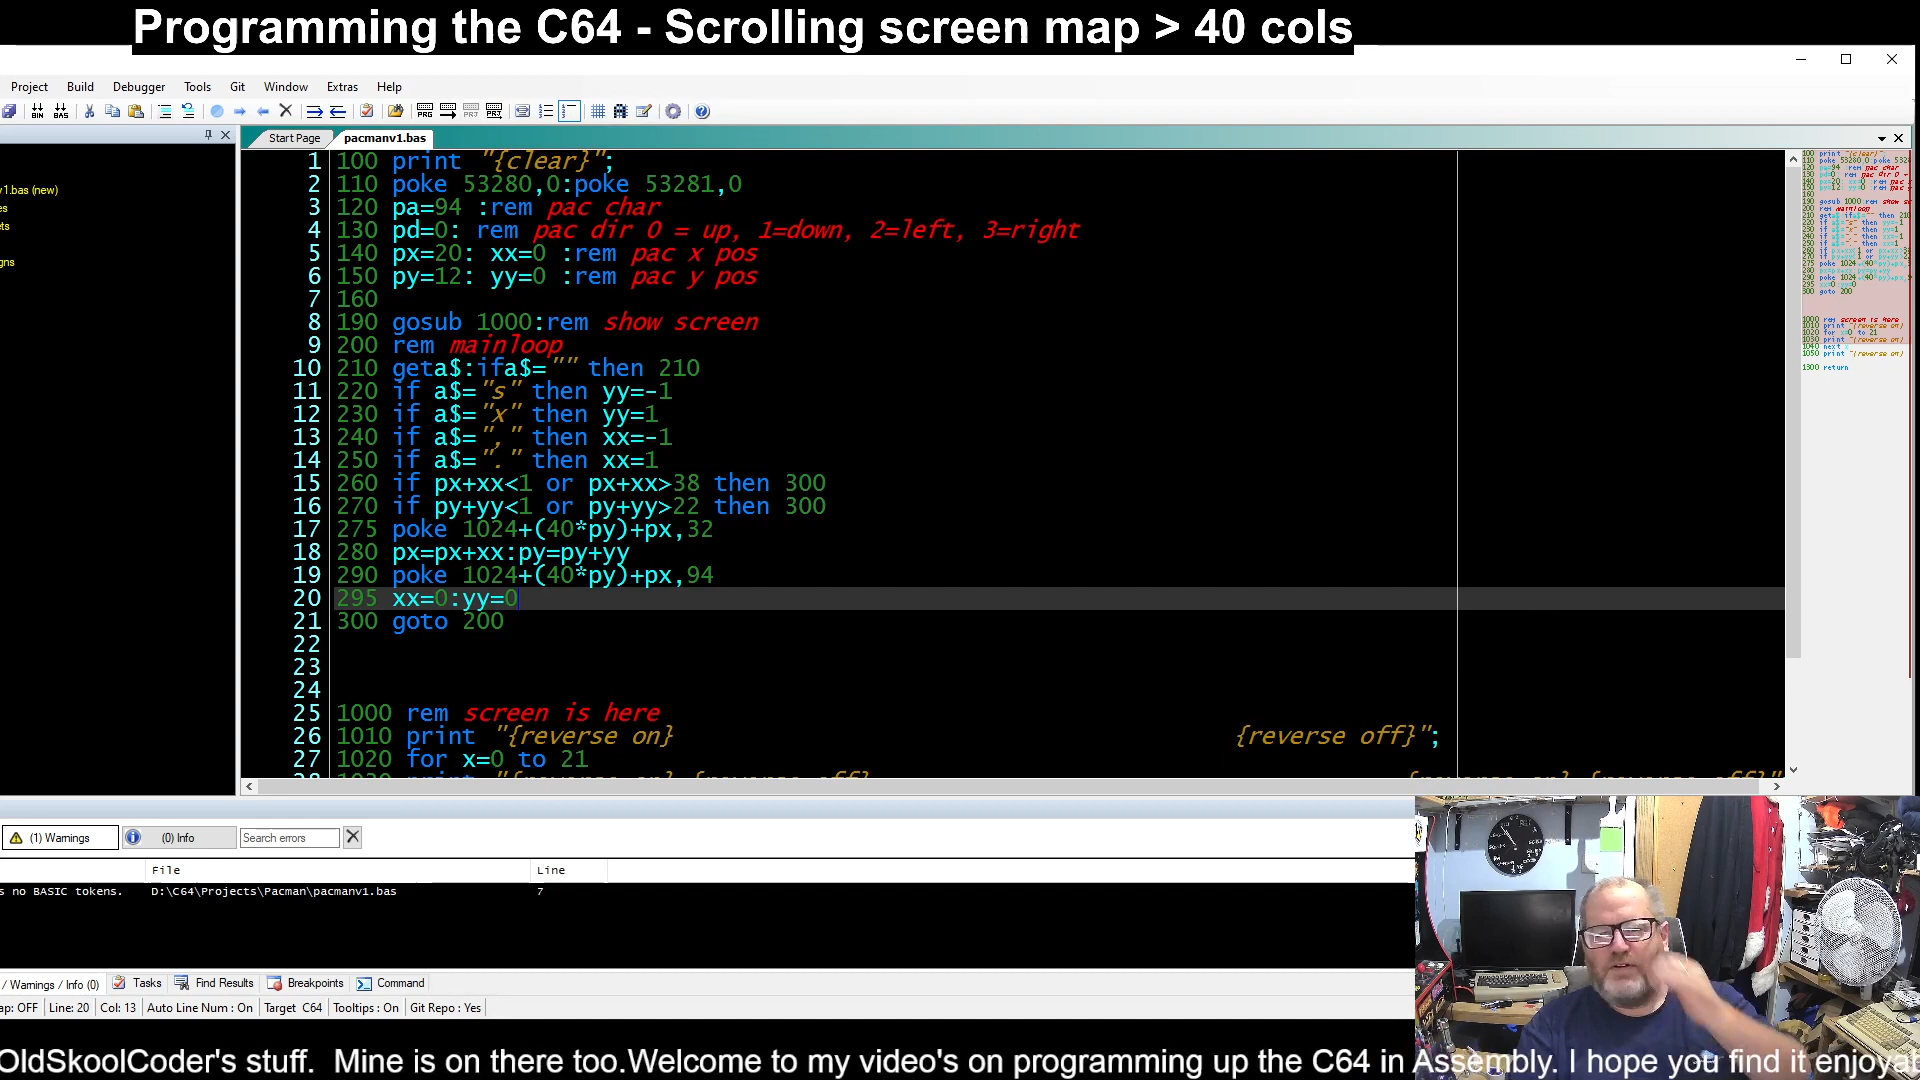 Programming the C64 - Scrolling screen map > 40 cols
Project Build Debugger Tools Git Window Extras Help
Start Page pacmanv1.bas
v1.bas (new)
1 100 print "{clear}";
2 110 poke 53280,0:poke 53281,0
3 120 pa=94 :rem pac char
4 130 pd=0: rem pac dir 0 = up, 1=down, 2=left, 3=right
5 140 px=20: xx=0 :rem pac x pos
6 150 py=12: yy=0 :rem pac y pos
7 160
8 190 gosub 1000:rem show screen
9 200 rem mainloop
10 210 geta$:ifa$="" then 210
11 220 if a$="s" then yy=-1
12 230 if a$="x" then yy=1
13 240 if a$="," then xx=-1
14 250 if a$="." then xx=1
15 260 if px+xx<1 or px+xx>38 then 300
16 270 if py+yy<1 or py+yy>22 then 300
17 275 poke 1024+(40*py)+px,32
18 280 px=px+xx:py=py+yy
19 290 poke 1024+(40*py)+px,94
20 295 xx=0:yy=0
21 300 goto 200
22
23
24
25 1000 rem screen is here
26 1010 print "{reverse on} {reverse off}";
27 1020 for x=0 to 21
28 1030 print "{reverse on} {reverse off} {reverse on} {reverse off}"
(1) Warnings (0) Info Search errors
File Line
s no BASIC tokens. D:\C64\Projects\Pacman\pacmanv1.bas 7
/ Warnings / Info (0) Tasks Find Results Breakpoints Command
ap: OFF Line: 20 Col: 13 Auto Line Num : On Target C64 Tooltips : On Git Repo : Yes
OldSkoolCoder's stuff. Mine is on there too.Welcome to my video's on programming up the C64 in Assembly. I hope you find it enjoya